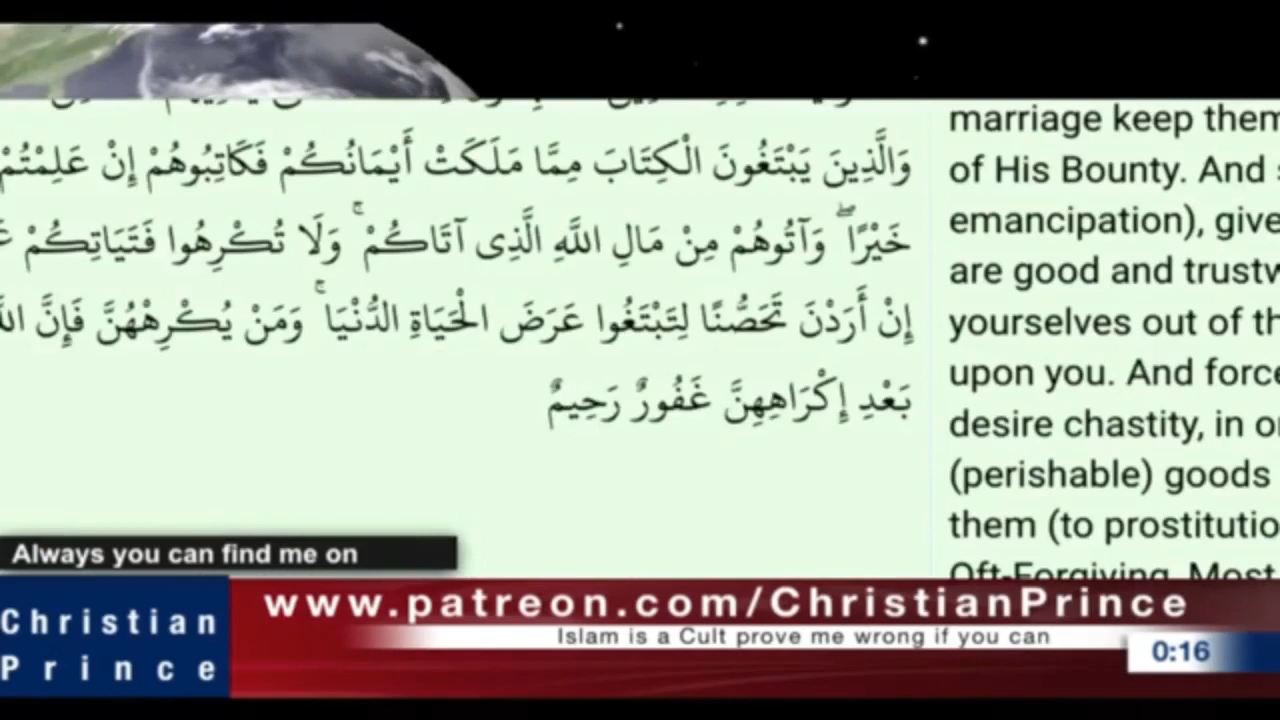 وَالَّذِينَ يَبْتَغُونَ الْكِتَابَ مِمَّا مَلَكَتْ أَيْمَانُكُمْ فَكَاتِبُوهُمْ إِنْ عَلِمْتُمْ
خَيْرًا ۖ وَآتُوهُمْ مِنْ مَالِ اللَّهِ الَّذِي آتَاكُمْ ۚ وَلَا تُكْرِهُوا فَتَيَاتِكُمْ
إِنْ أَرَدْنَ تَحَصُّنًا لِتَبْتَغُوا عَرَضَ الْحَيَاةِ الدُّنْيَا ۚ وَمَنْ يُكْرِهْهُنَّ فَإِنَّ
بَعْدِ إِكْرَاهِهِنَّ غَفُورٌ رَحِيمٌ
marriage keep them
of His Bounty. And
emancipation), give
are good and trustw
yourselves out of th
upon you. And force
desire chastity, in o
(perishable) goods
them (to prostitutio
Oft-Forgiving, Most
Always you can find me on
Christian
Prince
www.patreon.com/ChristianPrince
Islam is a Cult prove me wrong if you can
0:16